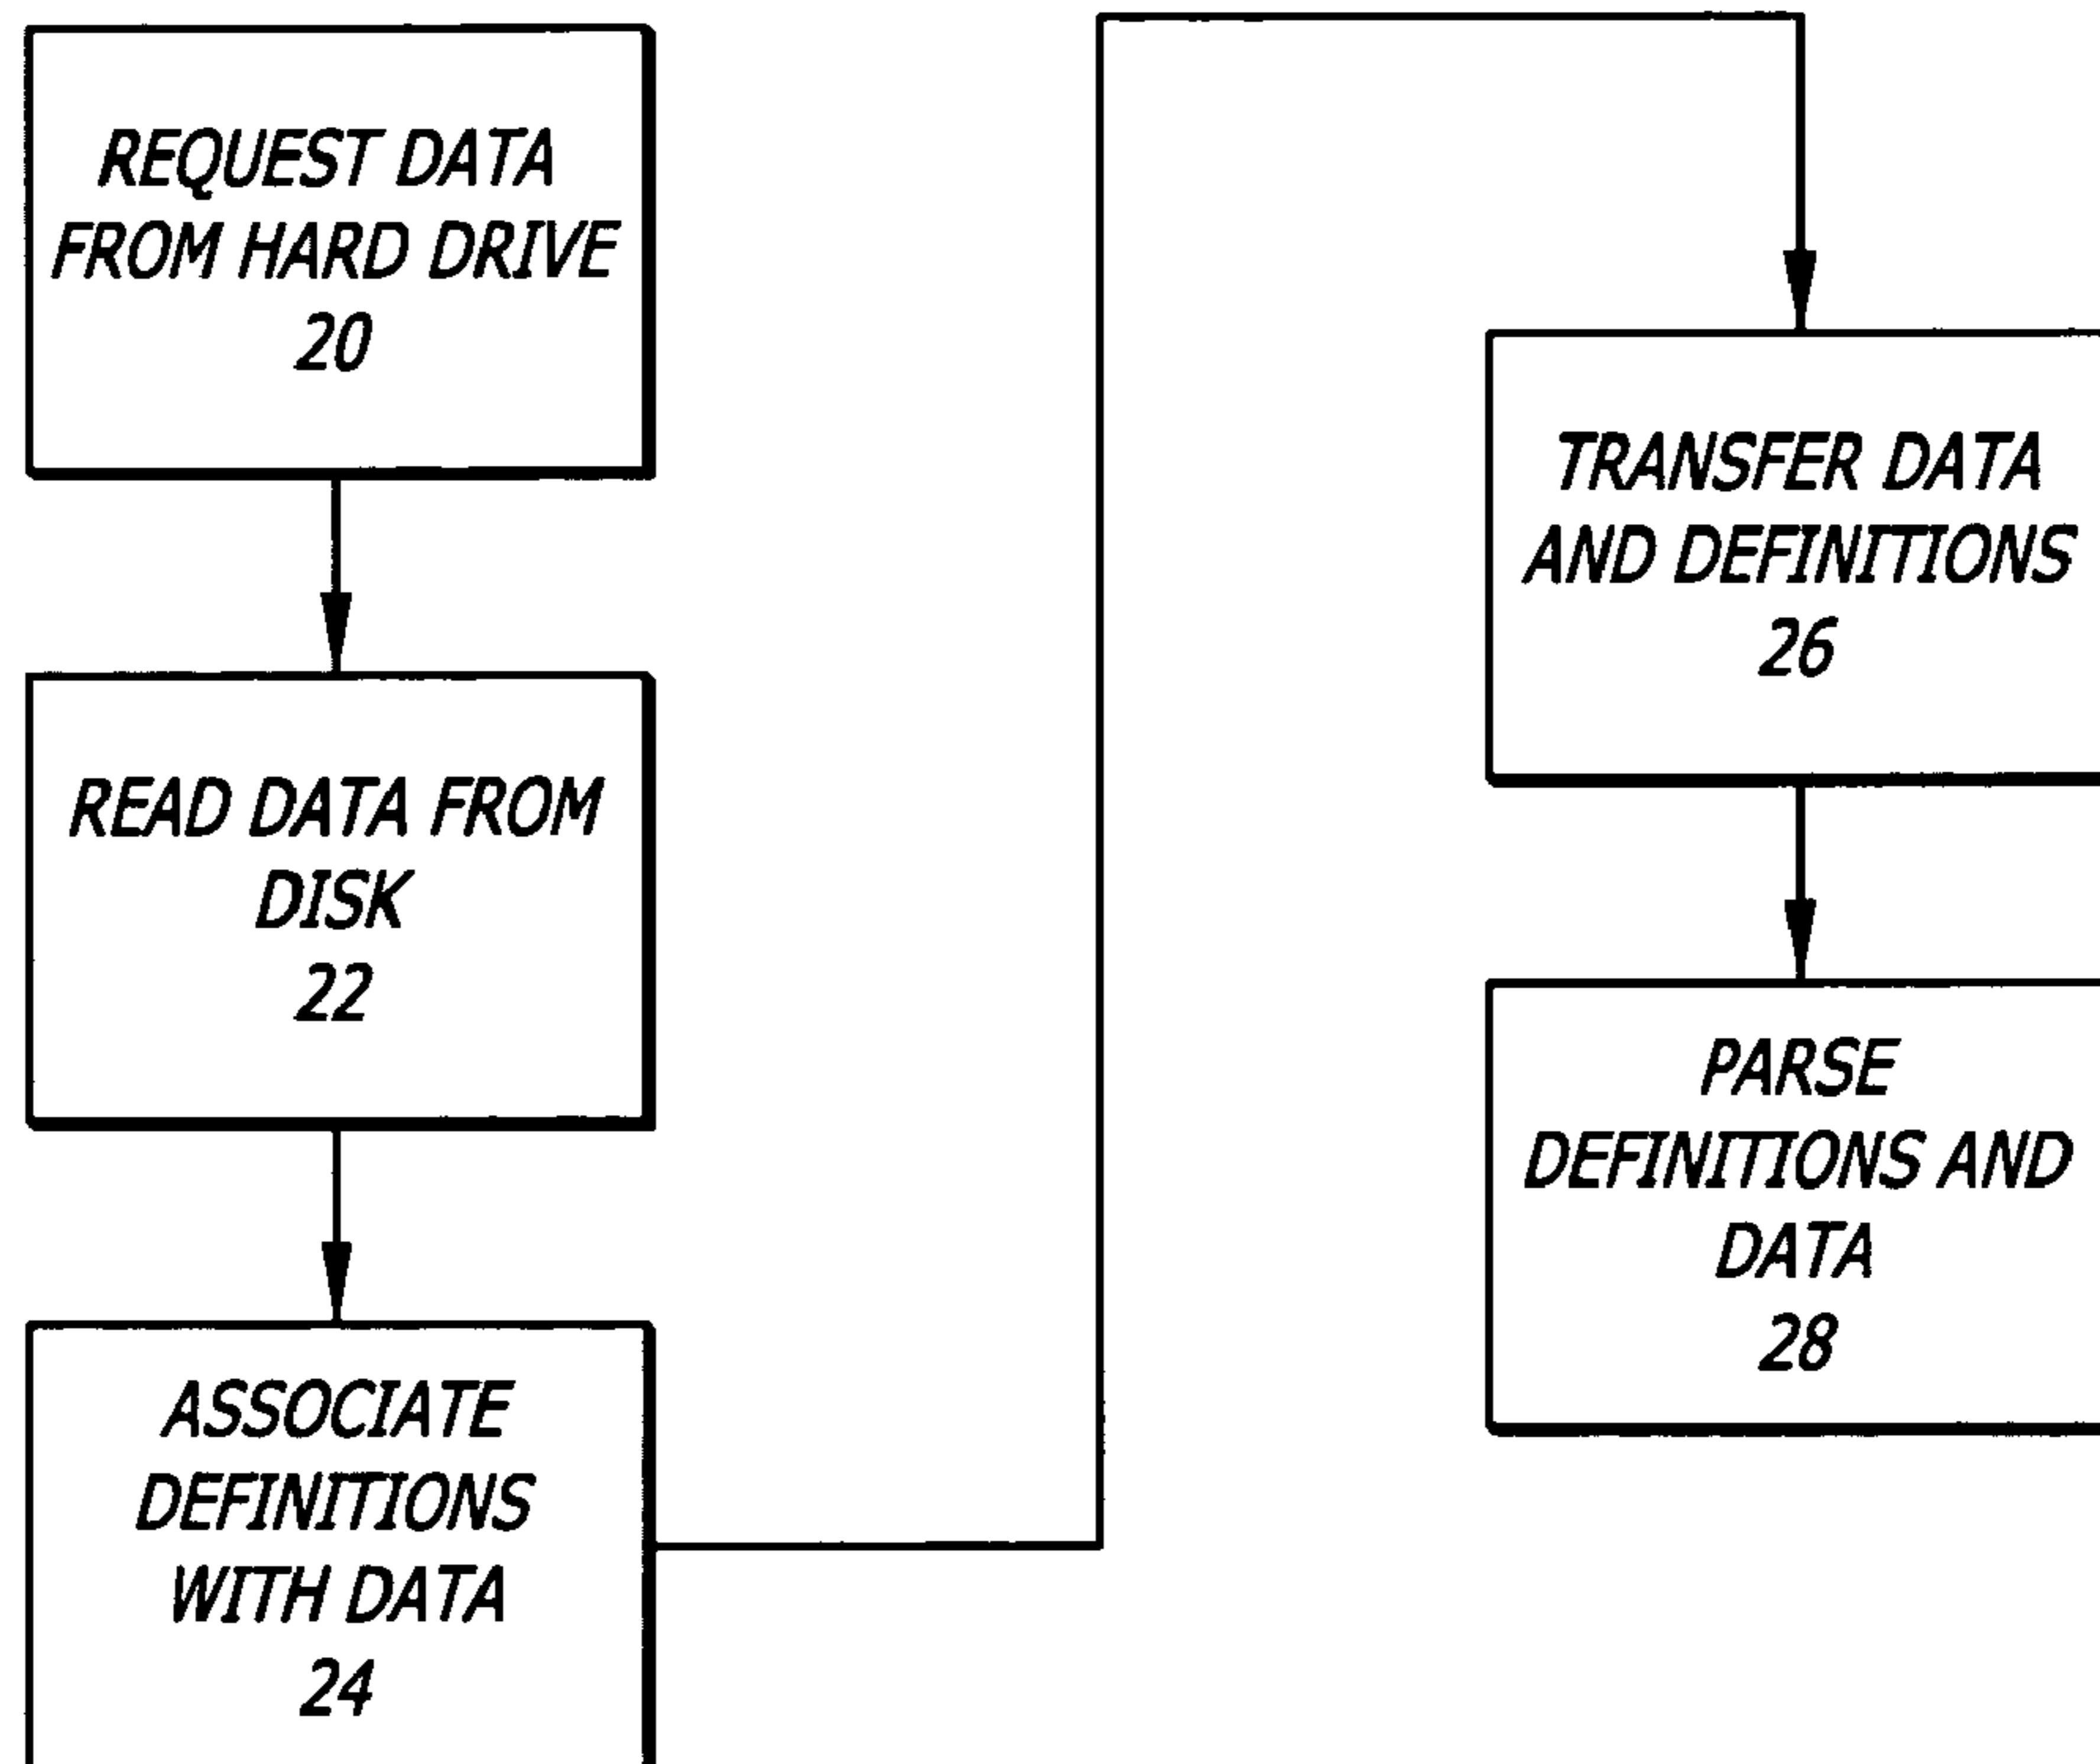 REQUEST DATA
FROM HARD DRIVE
20
READ DATA FROM
DISK
22
ASSOCIATE
DEFINITIONS
WITH DATA
24
TRANSFER DATA
AND DEFINITIONS
26
PARSE
DEFINITIONS AND
DATA
28